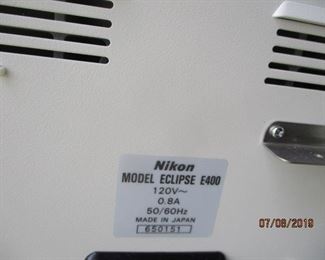 Nikon
MODEL ECLIPSE E400
120V~
0.8A
50/60Hz
MADE IN JAPAN
650151
07/08/2019